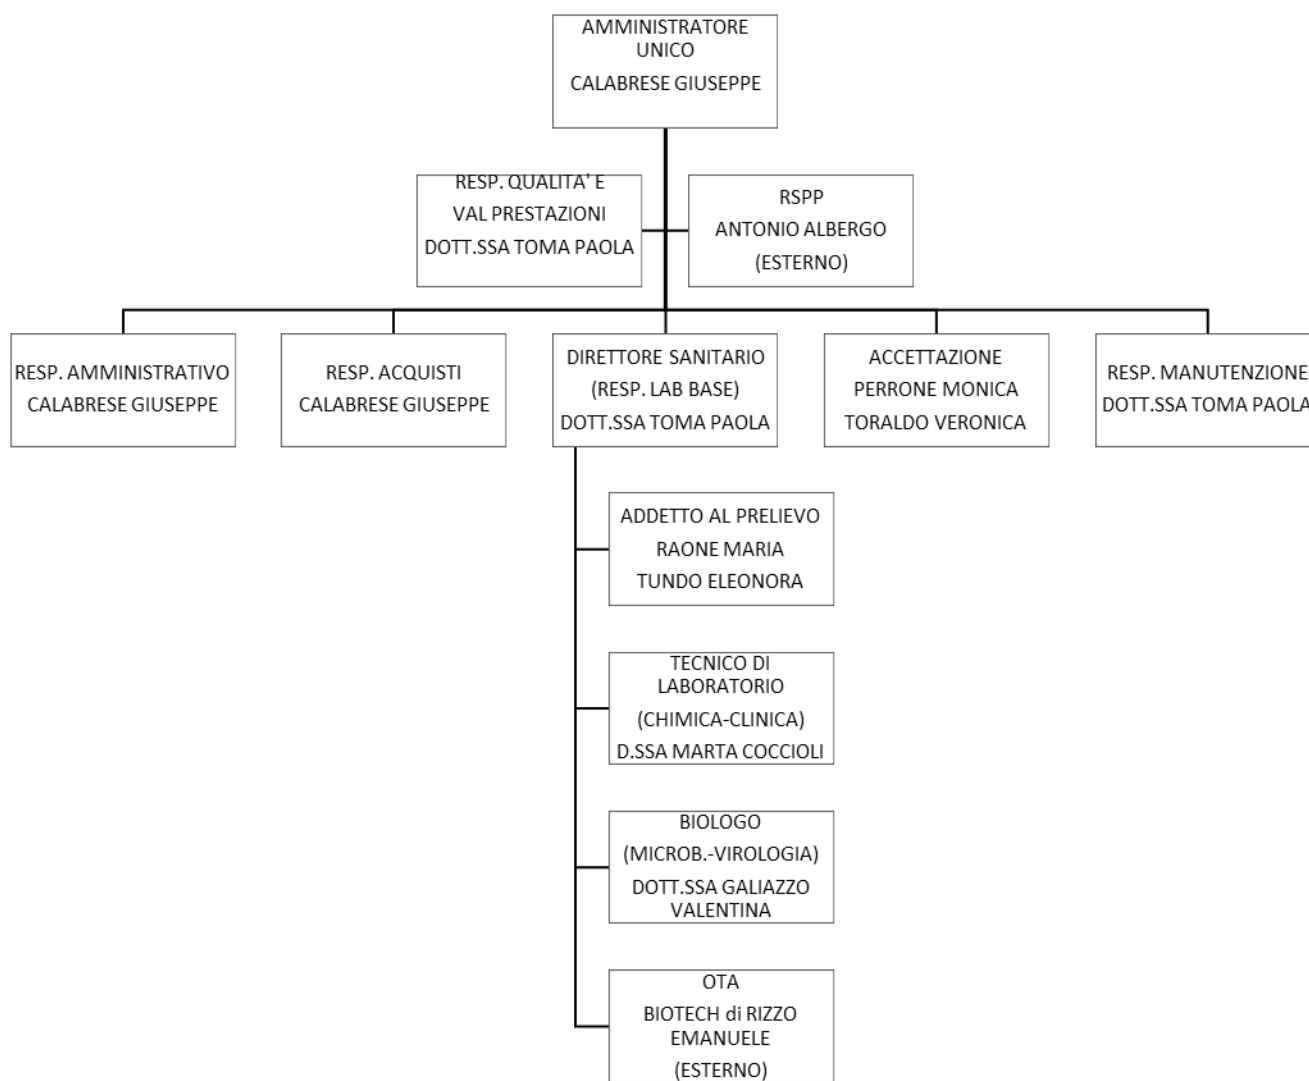 AMMINISTRATORE
UNICO
CALABRESE GIUSEPPE
RESP. QUALITA' E
VAL PRESTAZIONI
DOTT.SSA TOMA PAOLA
RSPP
ANTONIO ALBERGO
(ESTERNO)
RESP. AMMINISTRATIVO
CALABRESE GIUSEPPE
RESP. ACQUISTI
CALABRESE GIUSEPPE
DIRETTORE SANITARIO
(RESP. LAB BASE)
DOTT.SSA TOMA PAOLA
ACCETTAZIONE
PERRONE MONICA
TORALDO VERONICA
RESP. MANUTENZIONE
DOTT.SSA TOMA PAOLA
ADDETTO AL PRELIEVO
RAONE MARIA
TUNDO ELEONORA
TECNICO DI
LABORATORIO
(CHIMICA-CLINICA)
D.SSA MARTA COCCIOLI
BIOLOGO
(MICROB.-VIROLOGIA)
DOTT.SSA GALIAZZO
VALENTINA
OTA
BIOTECH di RIZZO
EMANUELE
(ESTERNO)